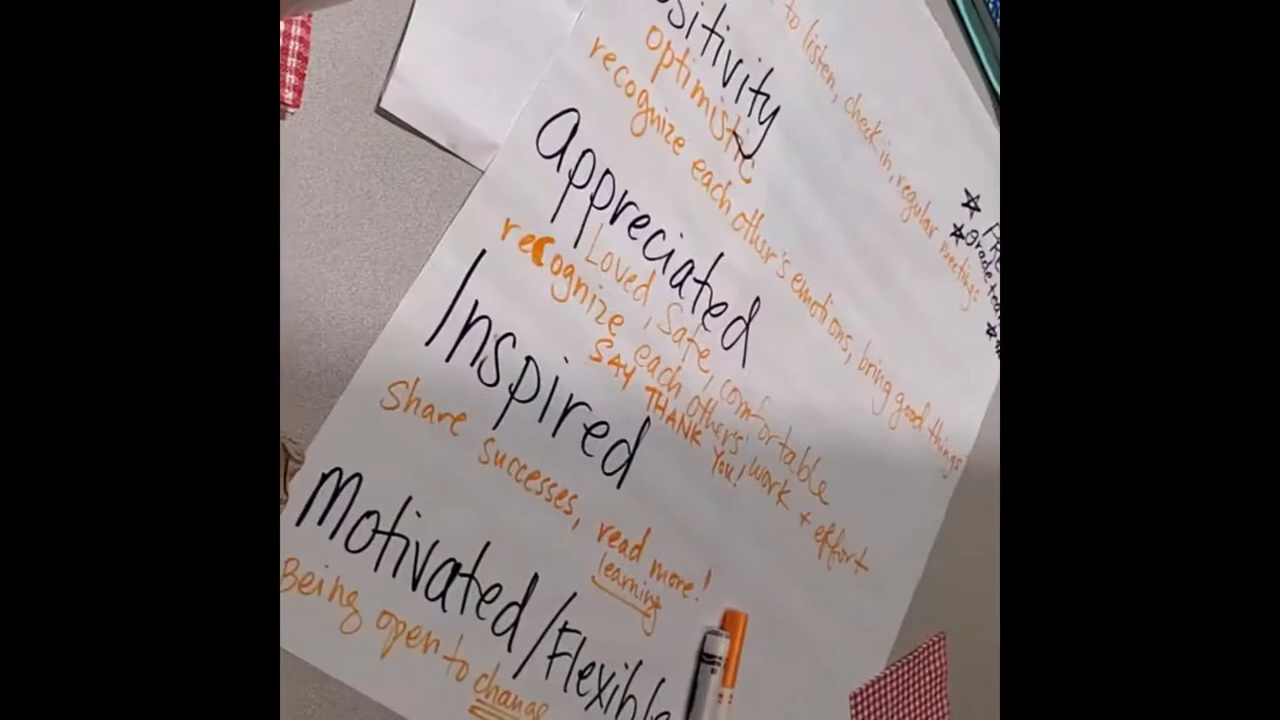 to listen, check in, regular meetings
ositivity
optimistic
recognize each other's emotions, bring good things
Appreciated
Loved, Safe, comfortable
recognize each others' work + effort
SAY THANK YOU!
Inspired
Share successes, read more!
learning
Motivated/Flexible
Being open to change